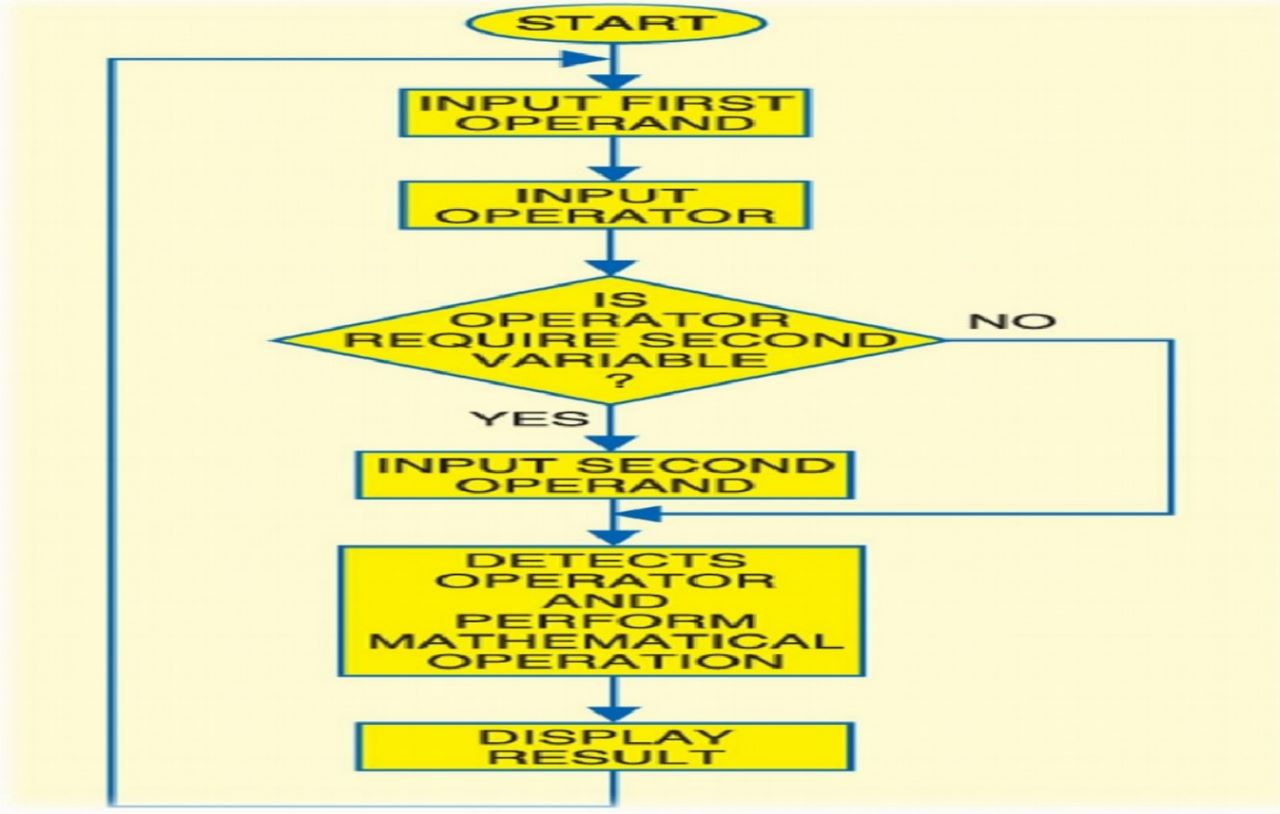 START
INPUT FIRST
OPERAND
INPUT
OPERATOR
IS
OPERATOR
REQUIRE SECOND
VARIABLE
?
NO
YES
INPUT SECOND
OPERAND
DETECTS
OPERATOR
AND
PERFORM
MATHEMATICAL
OPERATION
DISPLAY
RESULT